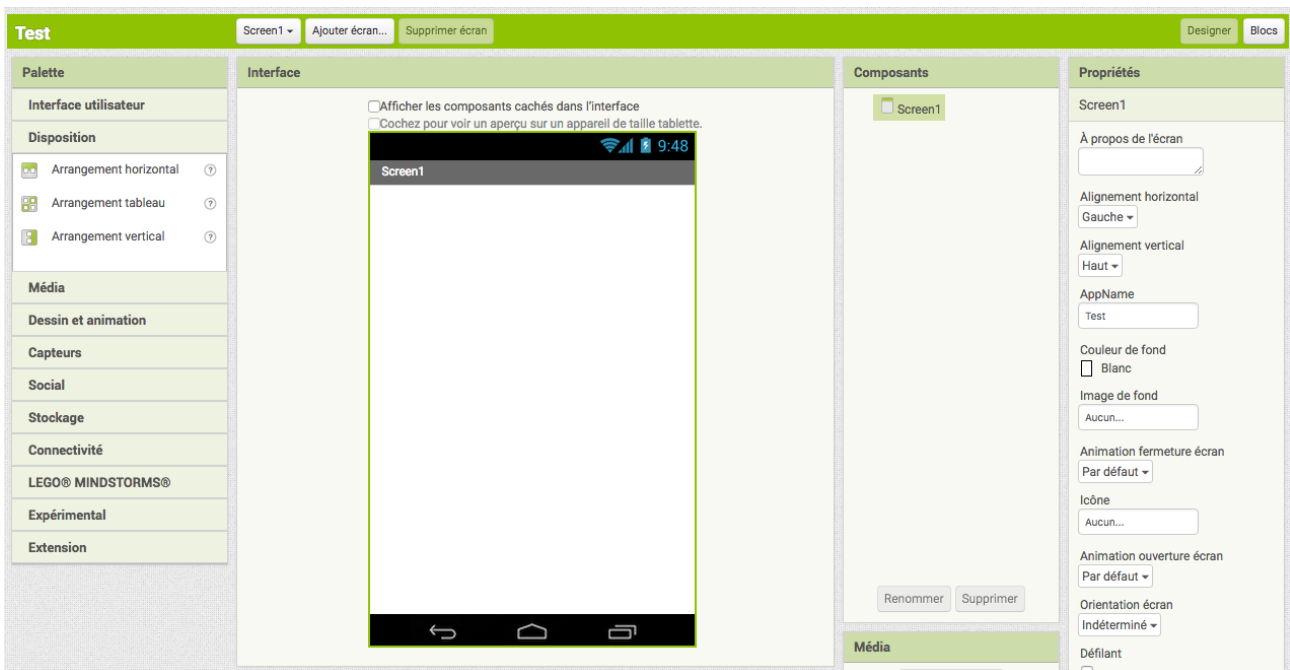 Test
Screen1
Ajouter écran...
Supprimer écran
Designer
Blocs
Palette
Interface utilisateur
Disposition
Arrangement horizontal
?
Arrangement tableau
?
Arrangement vertical
?
Média
Dessin et animation
Capteurs
Social
Stockage
Connectivité
LEGO® MINDSTORMS®
Expérimental
Extension
Interface
Afficher les composants cachés dans l'interface
Cochez pour voir un aperçu sur un appareil de taille tablette.
9:48
Screen1
Composants
Screen1
Renommer
Supprimer
Média
Propriétés
Screen1
À propos de l'écran
Alignement horizontal
Gauche
Alignement vertical
Haut
AppName
Test
Couleur de fond
Blanc
Image de fond
Aucun...
Animation fermeture écran
Par défaut
Icône
Aucun...
Animation ouverture écran
Par défaut
Orientation écran
Indéterminé
Défilant